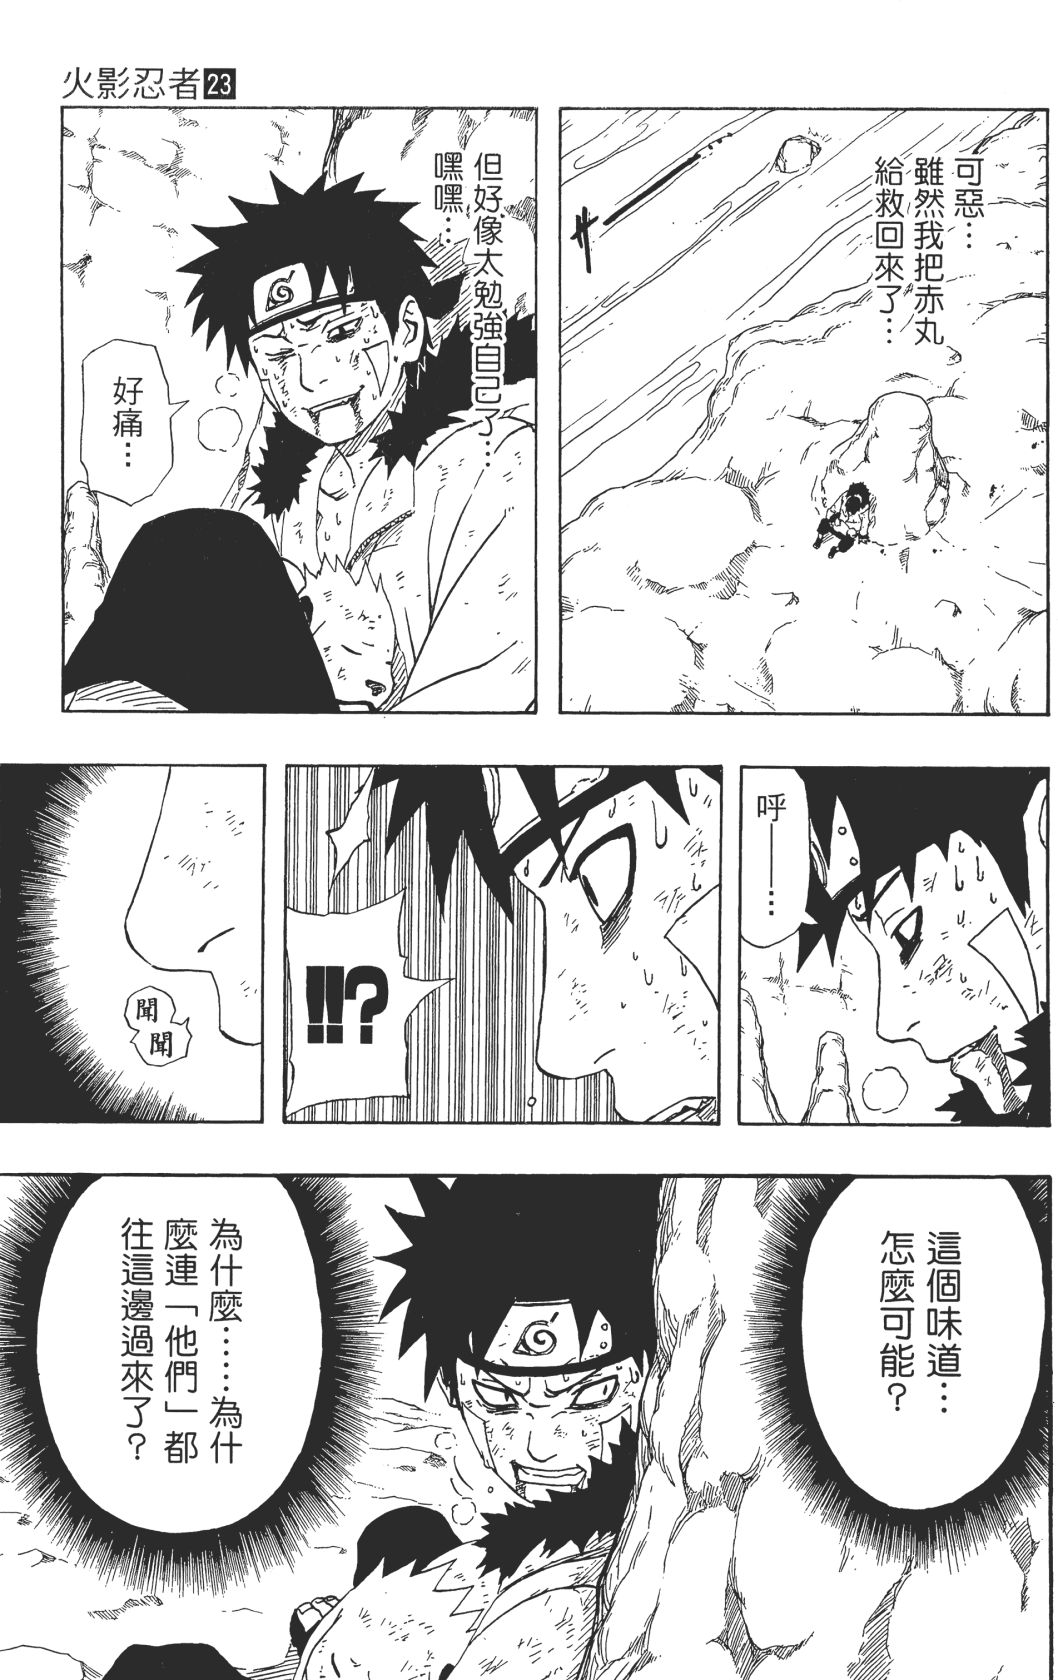 火影忍者23
可惡…
雖然我把赤丸
給救回來了…
但好像太勉強自己了…
嘿嘿…
好痛…
呼——…
!!?
聞
聞
這個味道…
怎麼可能？
為什麼……為什
麼連「他們」都
往這邊過來了？